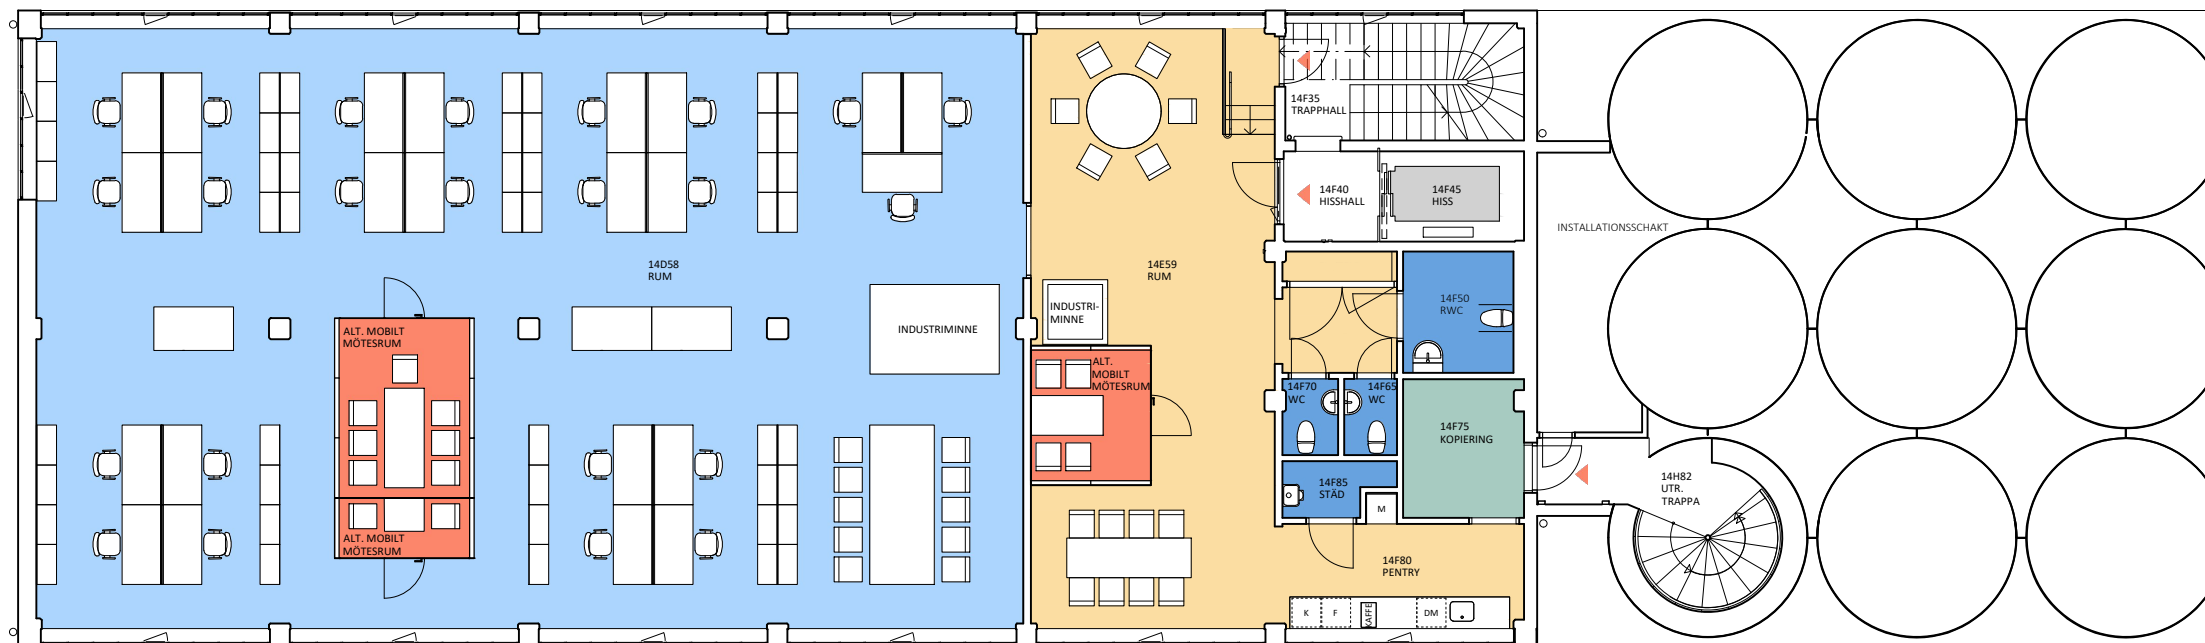 14F35
TRAPPHALL
14F40
HISSHALL
14F45
HISS
INSTALLATIONSSCHAKT
14D58
RUM
14E59
RUM
14F50
RWC
INDUSTRIMINNE
INDUSTRI-
MINNE
ALT. MOBILT
MÖTESRUM
ALT.
MOBILT
MÖTESRUM
14F70
WC
14F65
WC
14F75
KOPIERING
14F85
STÄD
M
14H82
UTR.
TRAPPA
ALT. MOBILT
MÖTESRUM
14F80
PENTRY
K
F
KAFFE
DM